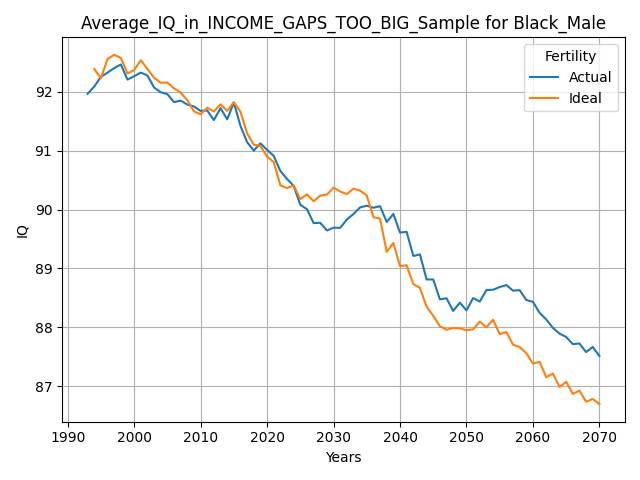 Average_IQ_in_INCOME_GAPS_TOO_BIG_Sample for Black_Male
Fertility
Actual
Ideal
IQ
92
91
90
89
88
87
1990 2000 2010 2020 2030 2040 2050 2060 2070
Years